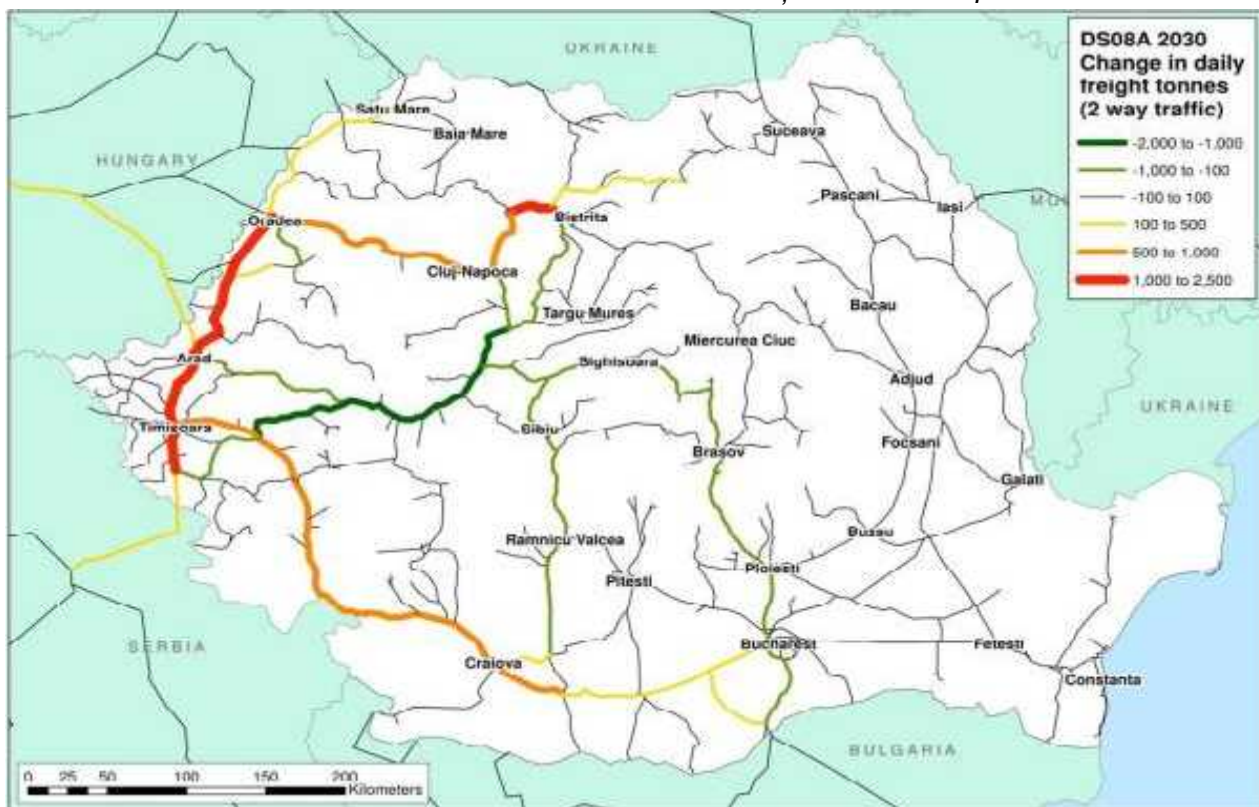 UKRAINE
DS08A 2030
Change in daily
freight tonnes
(2 way traffic)
-2,000 to -1,000
-1,000 to -100
-100 to 100
100 to 500
500 to 1,000
1,000 to 2,500
Satu Mare
Baia Mare
Suceava
HUNGARY
Pascani
Iasi
MO
Oradea
Bistrita
Cluj-Napoca
Targu Mures
Bacau
Miercurea Ciuc
Arad
Sighisoara
Adjud
UKRAINE
Timisoara
Sibiu
Focsani
Brasov
Galati
Ramnicu Valcea
Buzau
Pitesti
Ploiesti
SERBIA
Bucharest
Fetesti
Craiova
Constanta
BULGARIA
0 25 50 100 150 200
Kilometers